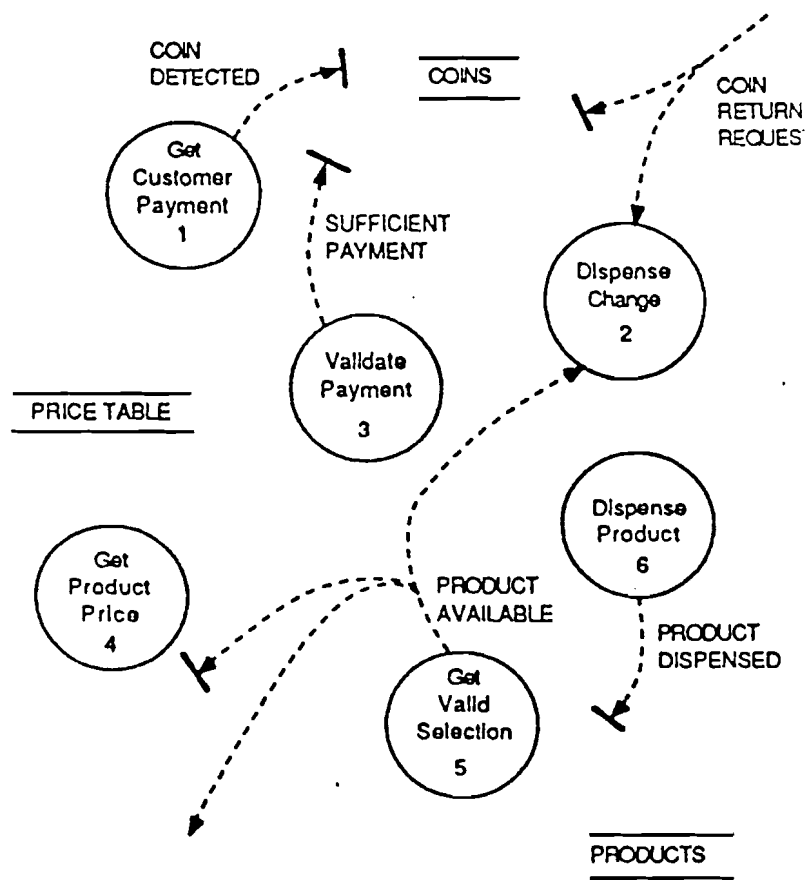 COIN
DETECTED
COINS
COIN
RETURN
REQUEST
Get
Customer
Payment
1
SUFFICIENT
PAYMENT
Dispense
Change
2
Validate
Payment
3
PRICE TABLE
Dispense
Product
6
Get
Product
Price
4
PRODUCT
AVAILABLE
PRODUCT
DISPENSED
Get
Valid
Selection
5
PRODUCTS